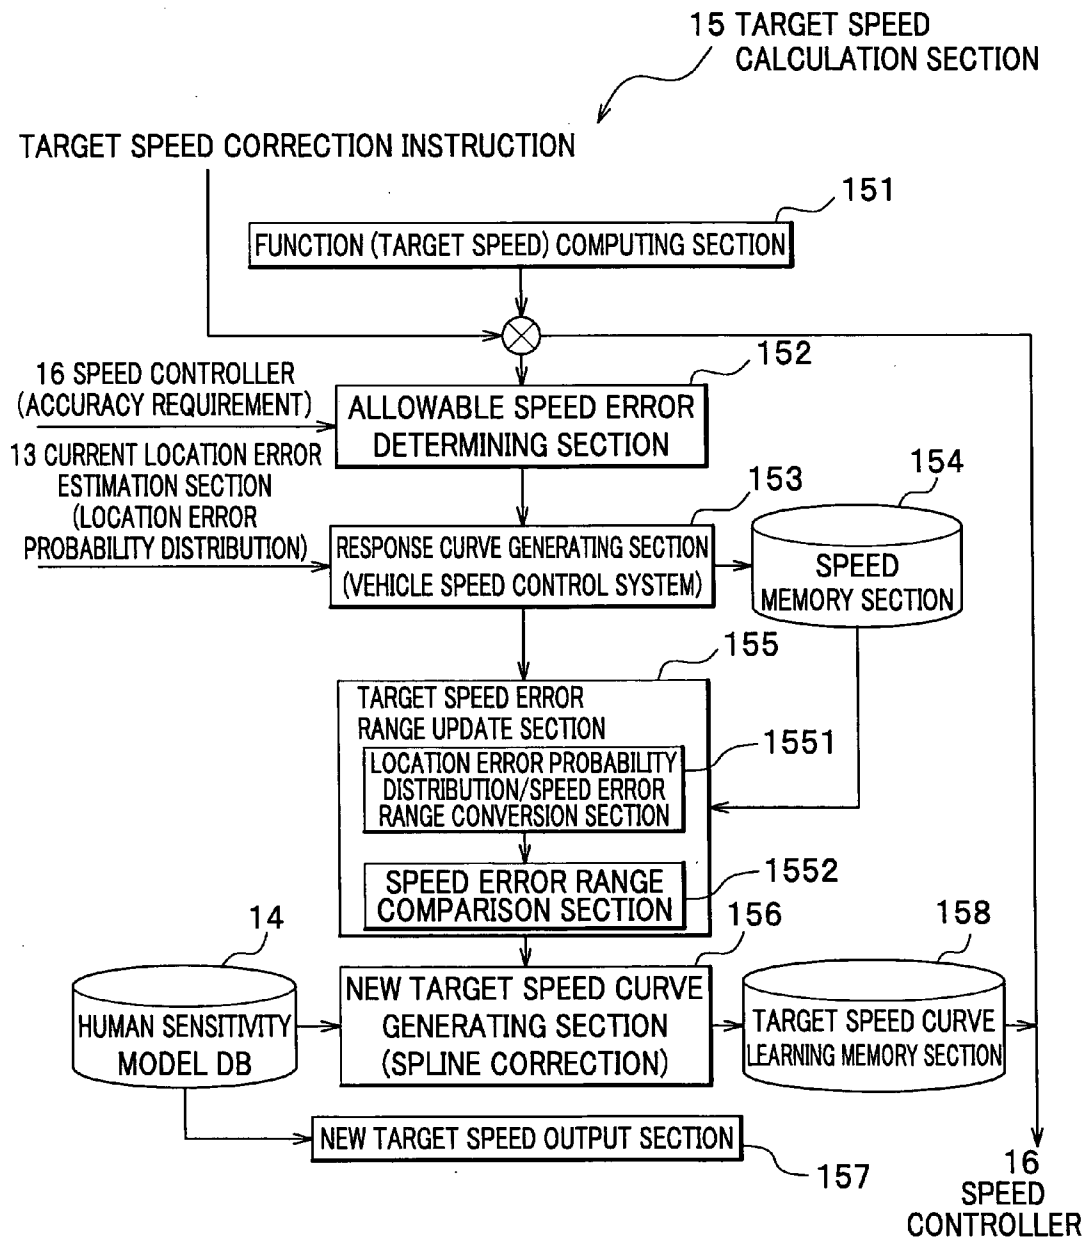 15 TARGET SPEED
CALCULATION SECTION
TARGET SPEED CORRECTION INSTRUCTION
151
FUNCTION (TARGET SPEED) COMPUTING SECTION
152
16 SPEED CONTROLLER
(ACCURACY REQUIREMENT)
ALLOWABLE SPEED ERROR
DETERMINING SECTION
13 CURRENT LOCATION ERROR
ESTIMATION SECTION
(LOCATION ERROR
PROBABILITY DISTRIBUTION)
153
154
RESPONSE CURVE GENERATING SECTION
(VEHICLE SPEED CONTROL SYSTEM)
SPEED
MEMORY SECTION
155
TARGET SPEED ERROR
RANGE UPDATE SECTION
1551
LOCATION ERROR PROBABILITY
DISTRIBUTION/SPEED ERROR
RANGE CONVERSION SECTION
1552
SPEED ERROR RANGE
COMPARISON SECTION
14
156
158
HUMAN SENSITIVITY
MODEL DB
NEW TARGET SPEED CURVE
GENERATING SECTION
(SPLINE CORRECTION)
TARGET SPEED CURVE
LEARNING MEMORY SECTION
NEW TARGET SPEED OUTPUT SECTION
157
16
SPEED
CONTROLLER